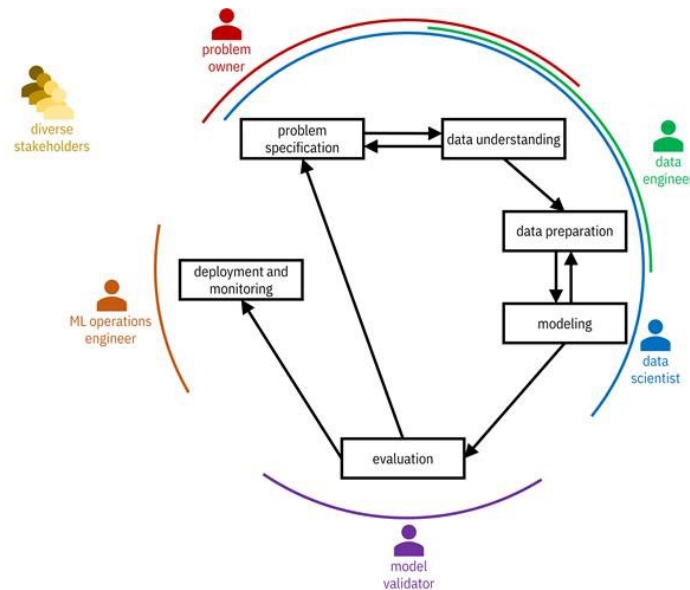 problem
owner
diverse
stakeholders
problem
specification
data understanding
data
engineer
data preparation
deployment and
monitoring
ML operations
engineer
modeling
data
scientist
evaluation
model
validator